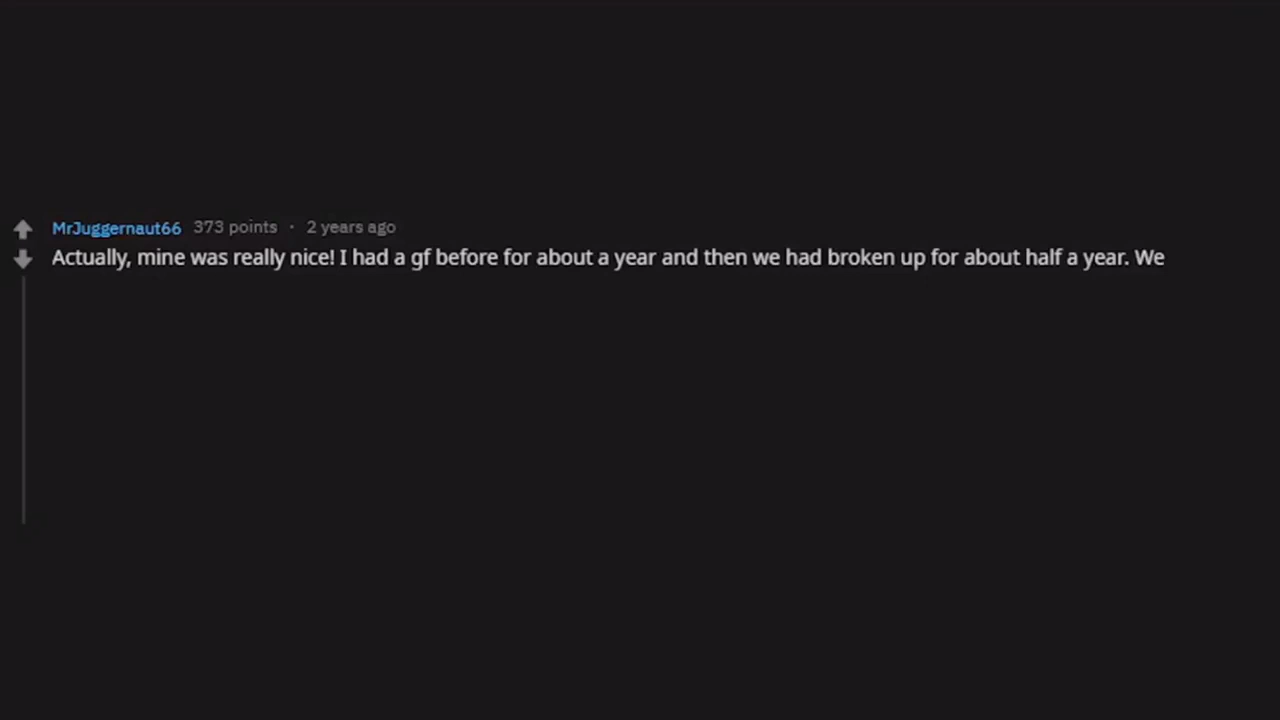 MrJuggernaut66 373 points · 2 years ago
Actually, mine was really nice! I had a gf before for about a year and then we had broken up for about half a year. We